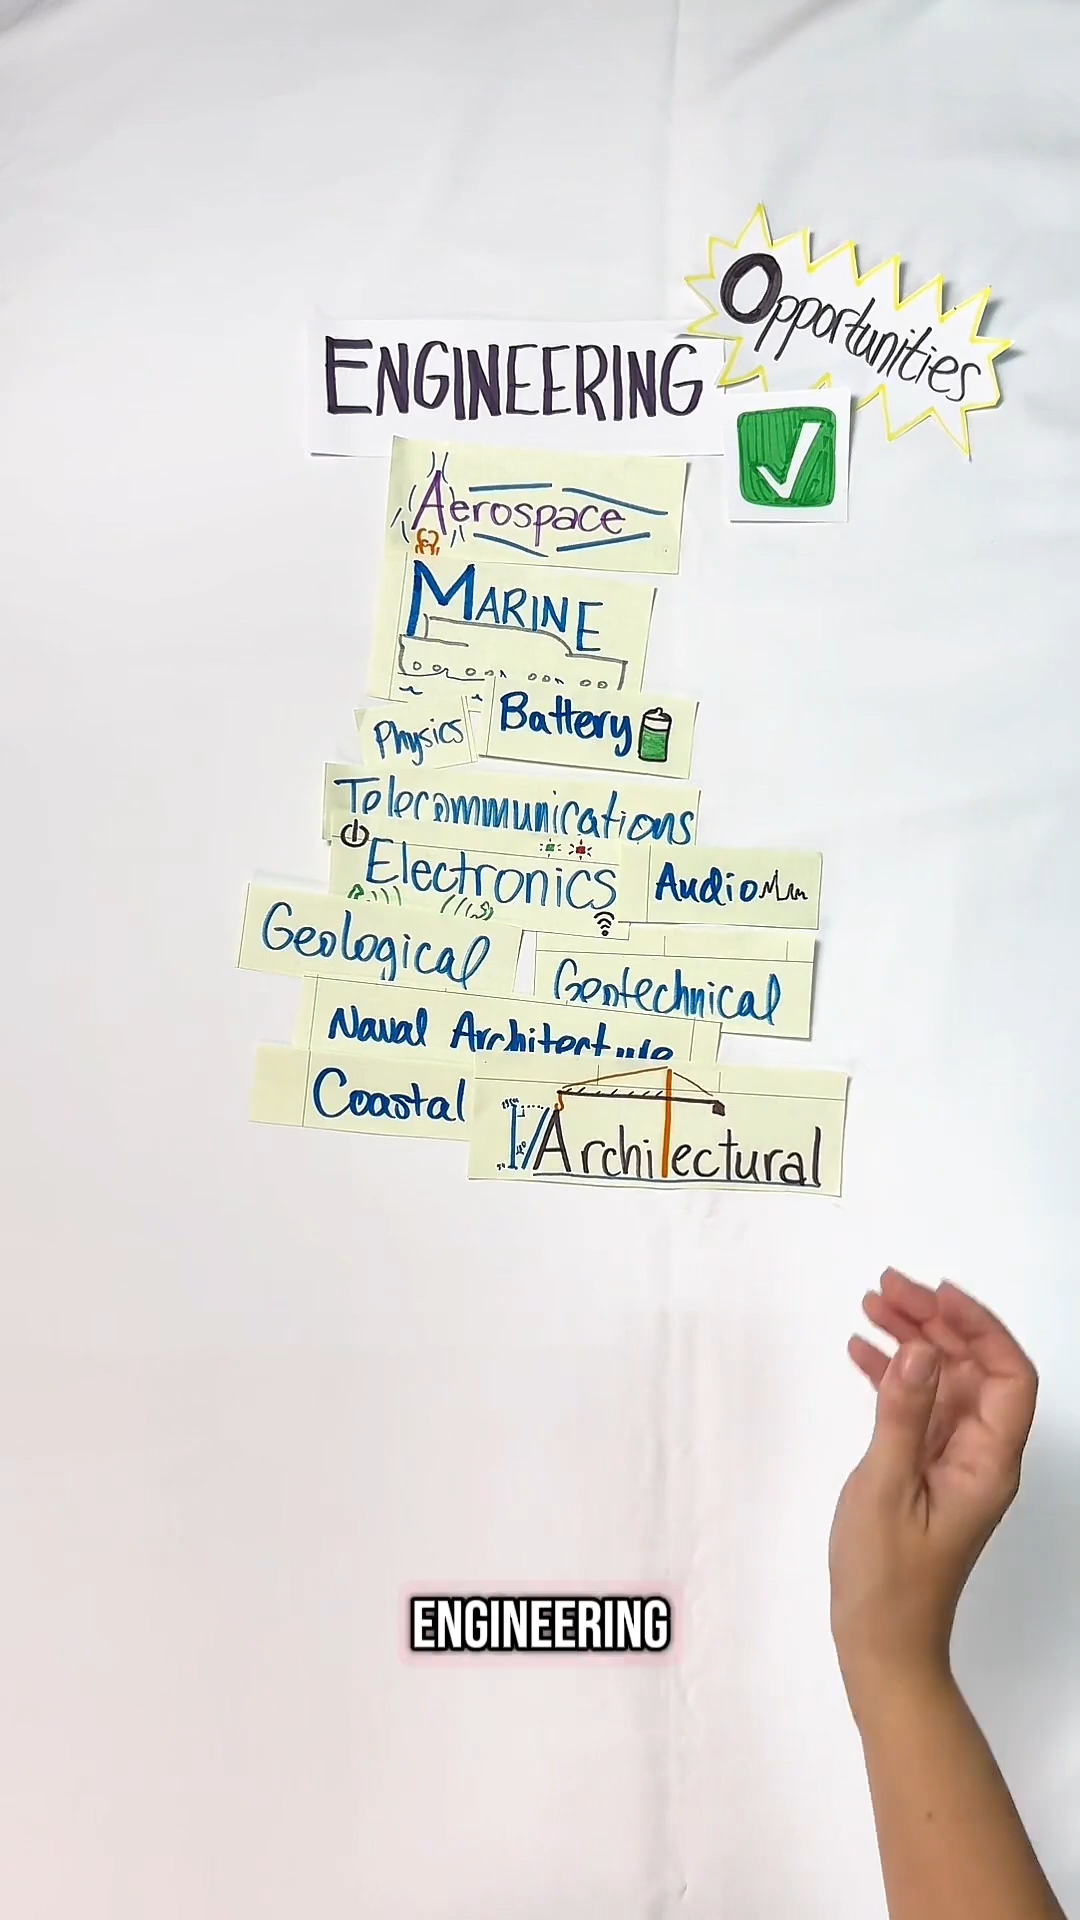 Opportunities
ENGINEERING
Aerospace
MARINE
Physics
Battery
Telecommunications
Electronics
Audio
Geological
Geotechnical
Naval Architecture
Coastal
Architectural
ENGINEERING